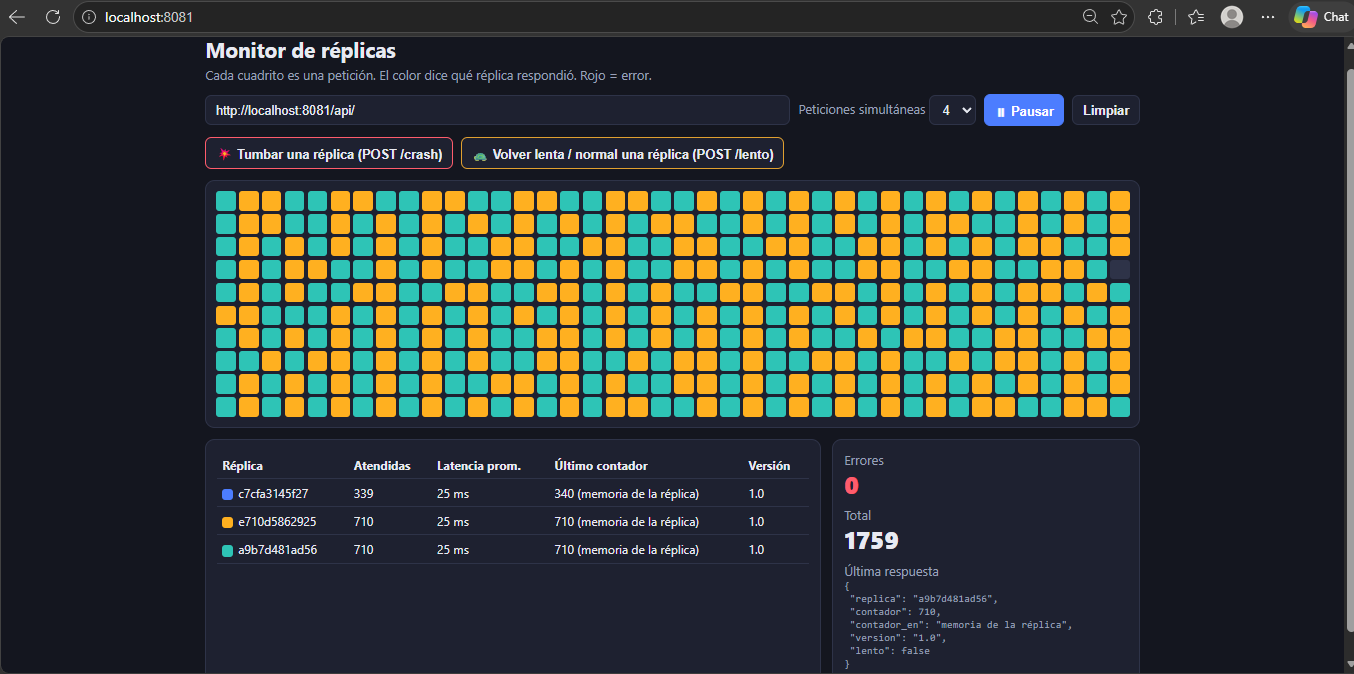 localhost:8081
Chat
Monitor de réplicas
Cada cuadrito es una petición. El color dice qué réplica respondió. Rojo = error.
http://localhost:8081/api/ Peticiones simultáneas 4 Pausar Limpiar
Tumbar una réplica (POST /crash) Volver lenta / normal una réplica (POST /lento)
Réplica Atendidas Latencia prom. Último contador Versión
c7cfa3145f27 339 25 ms 340 (memoria de la réplica) 1.0
e710d5862925 710 25 ms 710 (memoria de la réplica) 1.0
a9b7d481ad56 710 25 ms 710 (memoria de la réplica) 1.0
Errores
0
Total
1759
Última respuesta
{
"replica": "a9b7d481ad56",
"contador": 710,
"contador_en": "memoria de la réplica",
"version": "1.0",
"lento": false
}